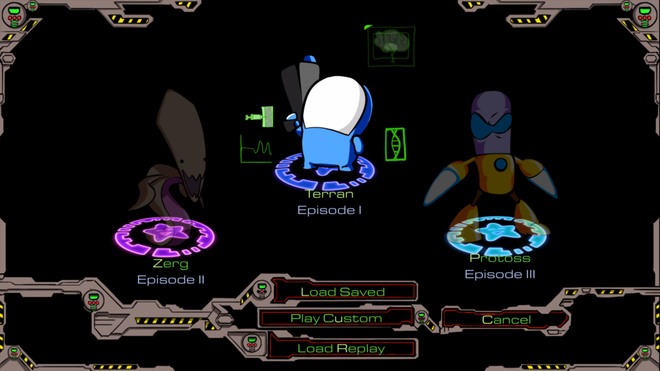 Terran
Episode I
Zerg
Episode II
Protoss
Episode III
Load Saved
Play Custom
Cancel
Load Replay